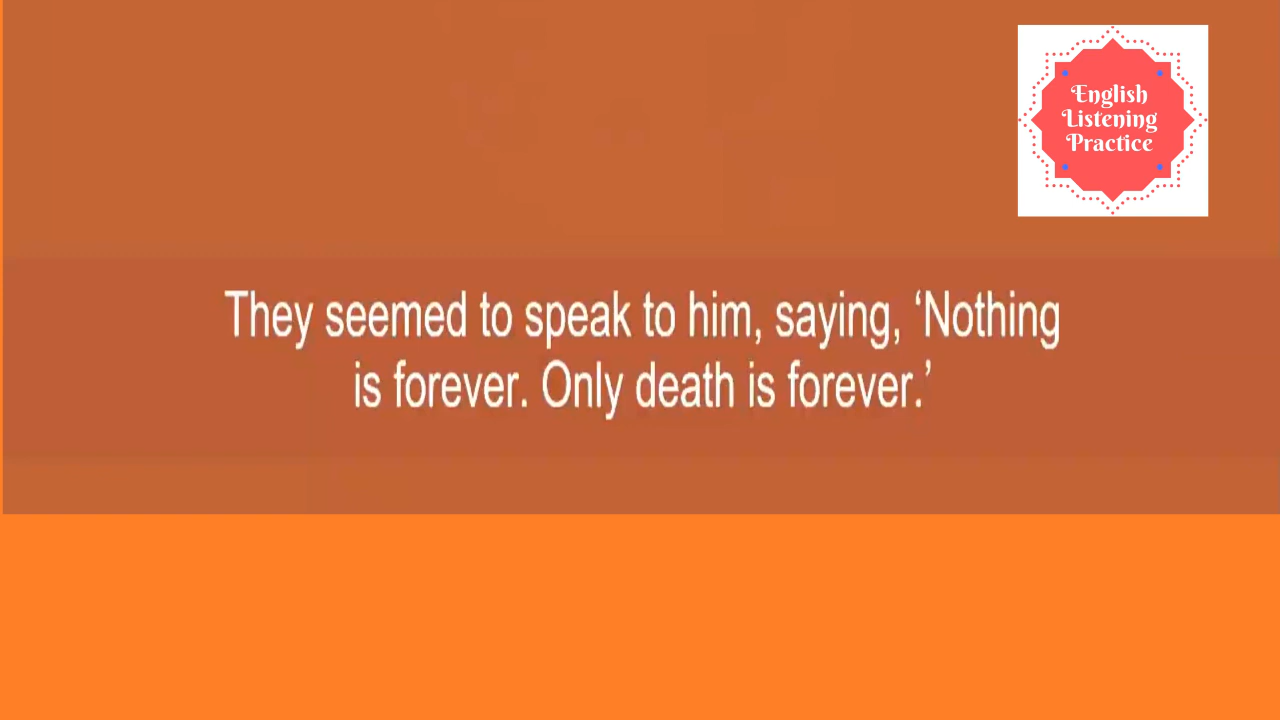 English
Listening
Practice
They seemed to speak to him, saying, ‘Nothing
is forever. Only death is forever.’